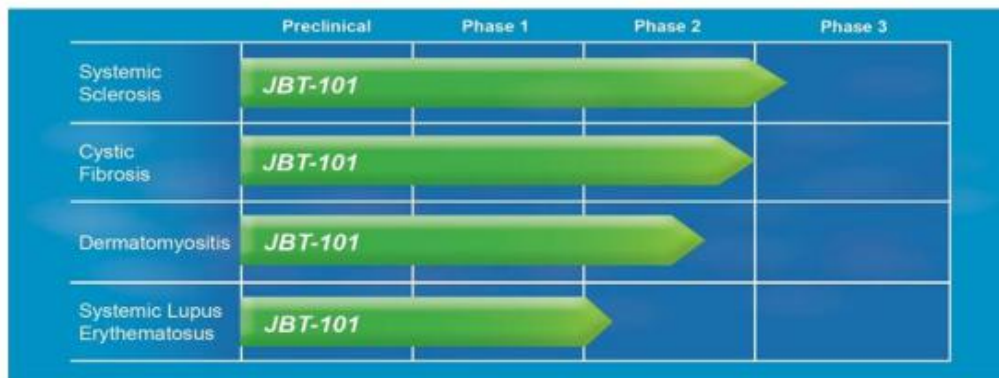 Preclinical Phase 1 Phase 2 Phase 3
Systemic
Sclerosis
JBT-101
Cystic
Fibrosis
JBT-101
Dermatomyositis
JBT-101
Systemic Lupus
Erythematosus
JBT-101